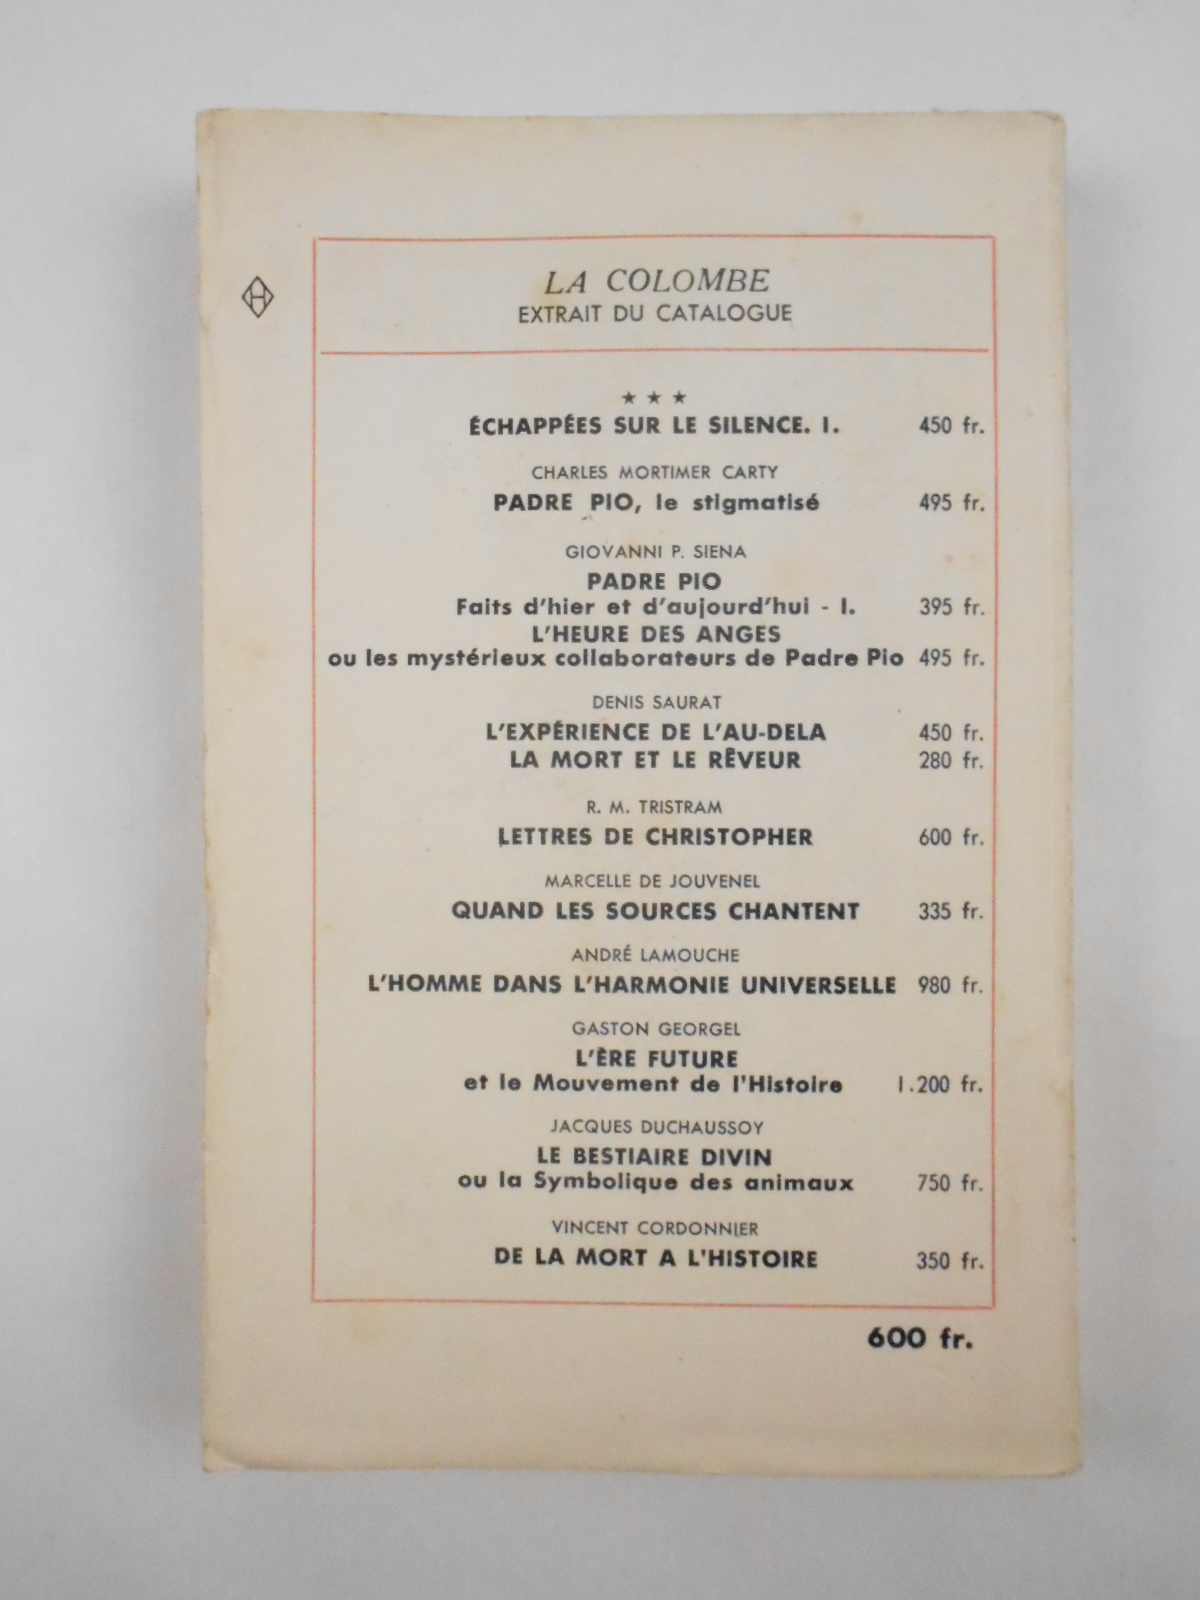 H
LA COLOMBE
EXTRAIT DU CATALOGUE
★ ★ ★
ÉCHAPPÉES SUR LE SILENCE. I. 450 fr.
CHARLES MORTIMER CARTY
PADRE PIO, le stigmatisé 495 fr.
GIOVANNI P. SIENA
PADRE PIO
Faits d'hier et d'aujourd'hui - I. 395 fr.
L'HEURE DES ANGES
ou les mystérieux collaborateurs de Padre Pio 495 fr.
DENIS SAURAT
L'EXPÉRIENCE DE L'AU-DELA 450 fr.
LA MORT ET LE RÊVEUR 280 fr.
R. M. TRISTRAM
LETTRES DE CHRISTOPHER 600 fr.
MARCELLE DE JOUVENEL
QUAND LES SOURCES CHANTENT 335 fr.
ANDRÉ LAMOUCHE
L'HOMME DANS L'HARMONIE UNIVERSELLE 980 fr.
GASTON GEORGEL
L'ÈRE FUTURE
et le Mouvement de l'Histoire 1.200 fr.
JACQUES DUCHAUSSOY
LE BESTIAIRE DIVIN
ou la Symbolique des animaux 750 fr.
VINCENT CORDONNIER
DE LA MORT A L'HISTOIRE 350 fr.
600 fr.